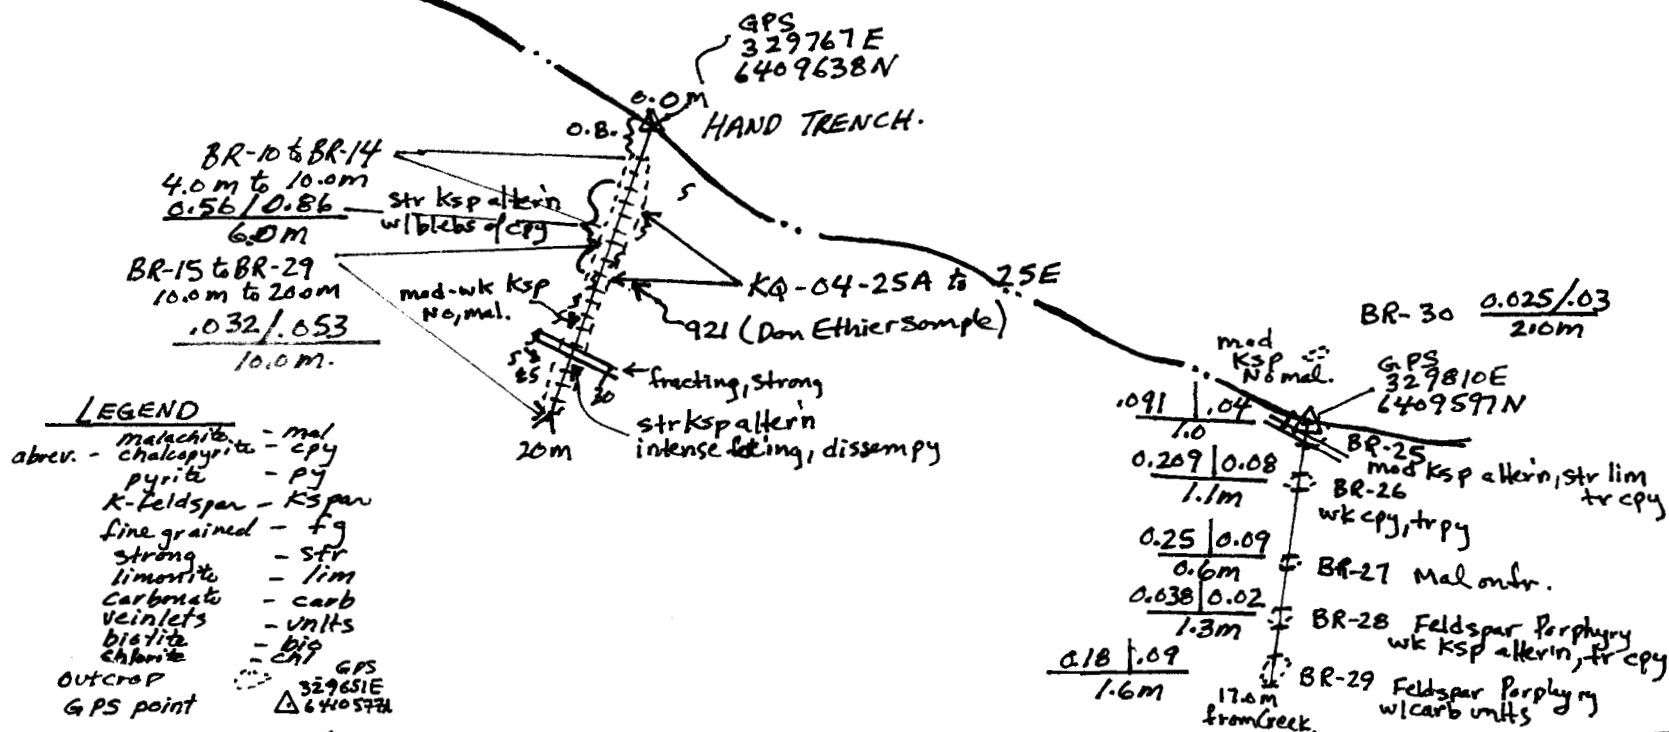 GPS
329767E
6409638N
0.0m
HAND TRENCH.
O.B.
BR-10 to BR-14
4.0m to 10.0m
0.56/0.86
6.0m
str Ksp alter'n
w/blebs of cpy
BR-15 to BR-29
10.0m to 20.0m
.032/.053
10.0m.
mod-wk Ksp
No, mal.
KQ-04-25A to 25E
921 (Don Ethier Sample)
fracting, strong
85
20
str Ksp altern
intense fcting, dissem py
20m
LEGEND
abrev. -
malachite - mal
chalcopyrite - cpy
pyrite - py
K-Feldspar - Kspar
fine grained - fg
strong - str
limonite - lim
carbonate - carb
veinlets - vnlts
biotite - bio
chlorite - chl
outcrop
GPS point
GPS
329651E
BR-30 0.025/.03
2.0m
mod
Ksp
No mal.
GPS
329810E
6409597N
.091 | .04
1.0
BR-25
mod Ksp alter'n, str lim
tr cpy
0.209 | 0.08
1.1m
BR-26
wk cpy, tr py
0.25 | 0.09
0.6m
BR-27 Mal on fr.
0.038 | 0.02
1.3m
BR-28 Feldspar Porphyry
wk Ksp alter'n, tr cpy
0.18 | .09
1.6m
BR-29 Feldspar Porphyry
w/carb vnlts
17.0m
from Creek.